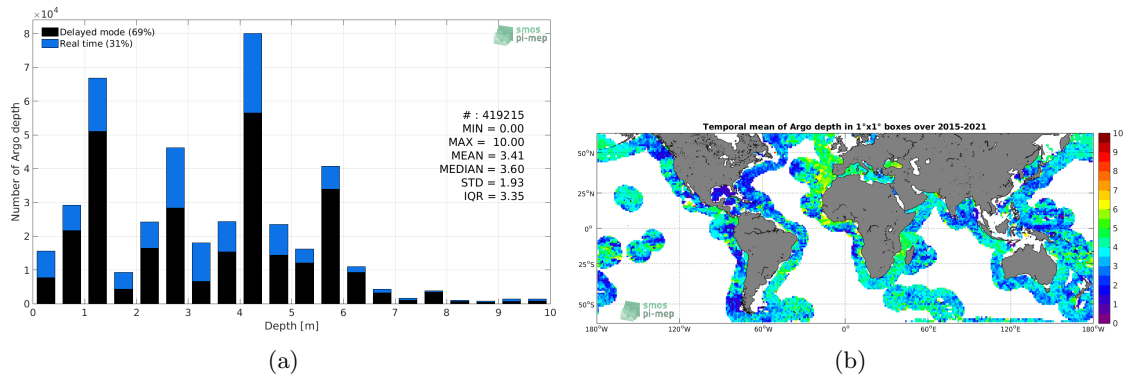 ×10⁴
9
8
7
6
5
4
3
2
1
0
Number of Argo depth
Delayed mode (69%)
Real time (31%)
smos
pi-mep
# : 419215
MIN = 0.00
MAX = 10.00
MEAN = 3.41
MEDIAN = 3.60
STD = 1.93
IQR = 3.35
0 1 2 3 4 5 6 7 8 9 10
Depth [m]
(a)
Temporal mean of Argo depth in 1°x1° boxes over 2015-2021
50°N
25°N
0°
25°S
50°S
180°W 120°W 60°W 0° 60°E 120°E 180°W
smos
pi-mep
10
9
8
7
6
5
4
3
2
1
0
(b)